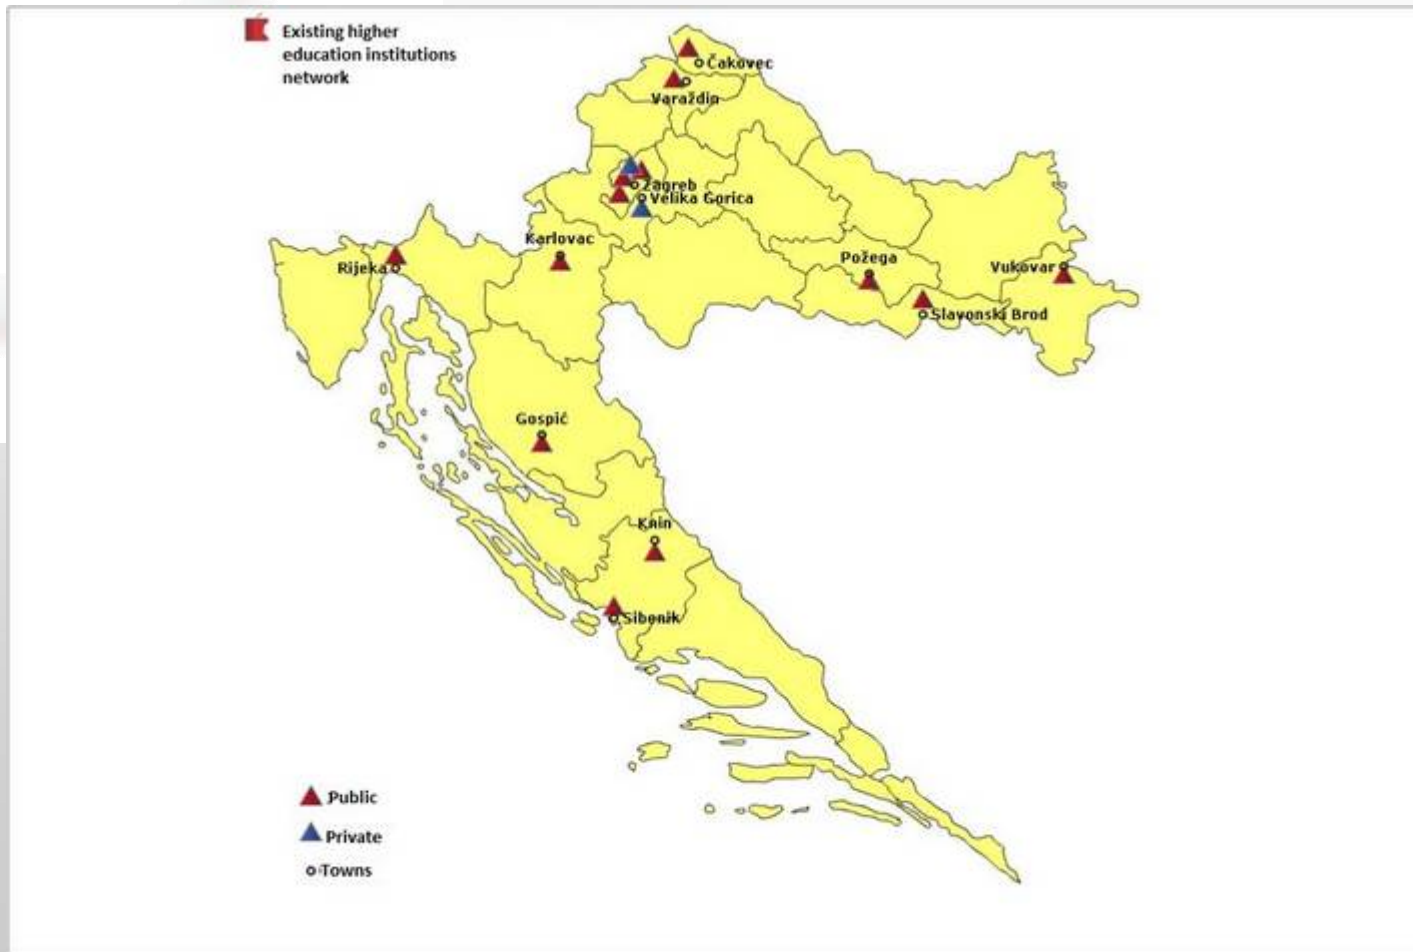 Existing higher
education institutions
network
Čakovec
Varaždin
Zagreb
Velika Gorica
Karlovac
Rijeka
Požega
Vukovar
Slavonski Brod
Gospić
Knin
Šibenik
Public
Private
Towns